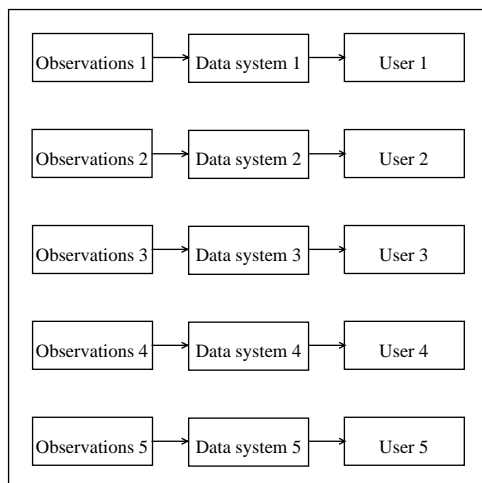 Observations 1 Data system 1 User 1
Observations 2 Data system 2 User 2
Observations 3 Data system 3 User 3
Observations 4 Data system 4 User 4
Observations 5 Data system 5 User 5